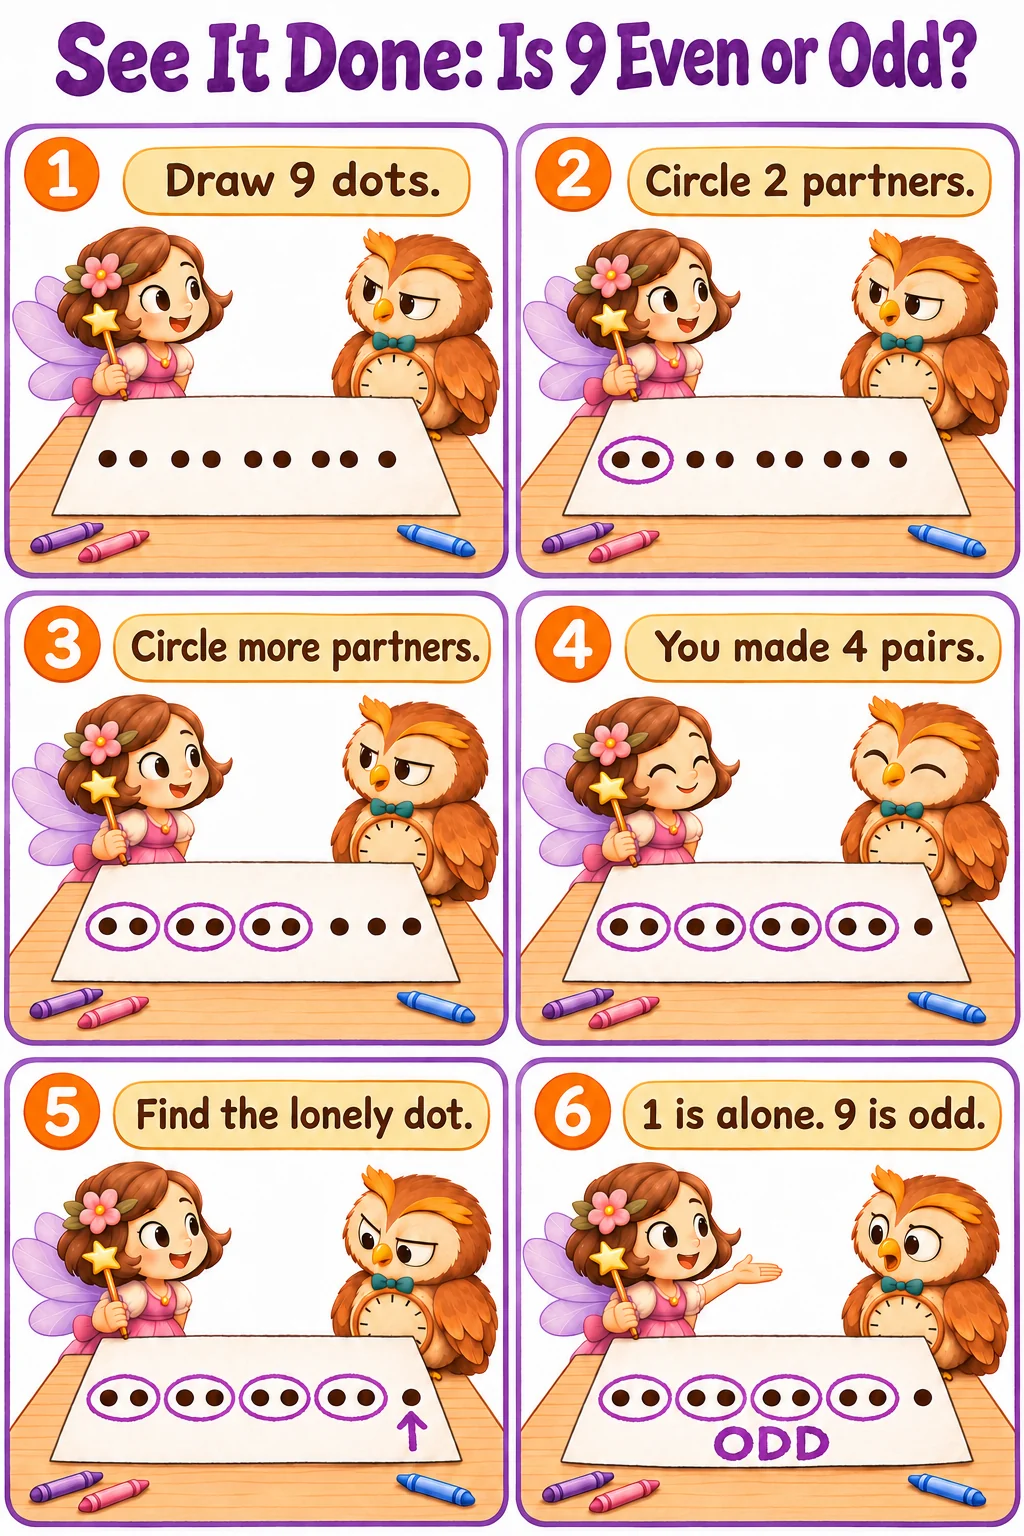 See It Done: Is 9 Even or Odd?
1
Draw 9 dots.
2
Circle 2 partners.
3
Circle more partners.
4
You made 4 pairs.
5
Find the lonely dot.
6
1 is alone. 9 is odd.
ODD